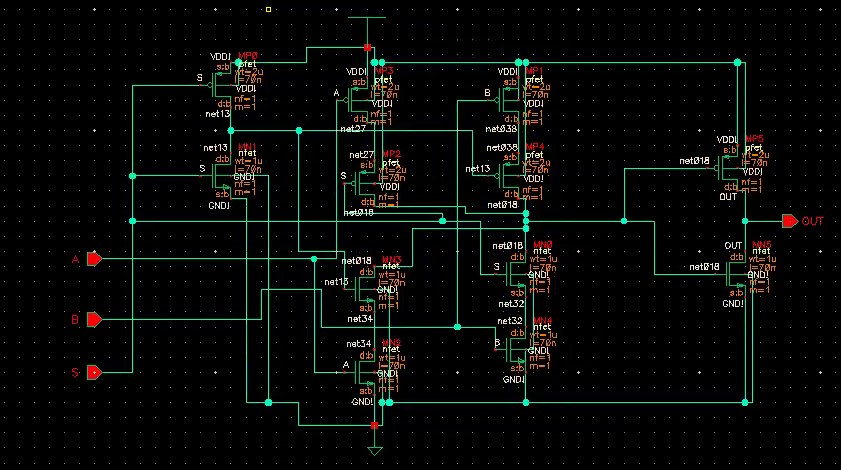 VDD!
MP0
pfet
s:b
wt=2u
l=70n
S
VDD!
nf=1
d:b
m=1
net13
VDD!
MP3
pfet
s:b
wt=2u
l=70n
A
VDD!
nf=1
d:b
m=1
net27
VDD!
MP1
pfet
s:b
wt=2u
l=70n
B
VDD!
nf=1
d:b
m=1
net038
net13
MN1
nfet
d:b
wt=1u
l=70n
S
GND!
nf=1
s:b
m=1
GND!
net27
MP2
pfet
s:b
wt=2u
l=70n
S
VDD!
nf=1
d:b
m=1
net018
net038
MP4
pfet
s:b
wt=2u
l=70n
net13
VDD!
nf=1
d:b
m=1
net018
VDD!
MP5
pfet
s:b
wt=2u
l=70n
net018
VDD!
nf=1
d:b
m=1
OUT
OUT
A
B
S
net018
MN3
nfet
d:b
wt=1u
l=70n
net13
GND!
nf=1
s:b
m=1
net34
net018
MN0
nfet
d:b
wt=1u
l=70n
S
GND!
nf=1
s:b
m=1
net32
OUT
MN5
nfet
d:b
wt=1u
l=70n
net018
GND!
nf=1
s:b
m=1
GND!
net34
nfet
d:b
wt=1u
l=70n
A
GND!
nf=1
s:b
m=1
GND!
net32
MN4
nfet
d:b
wt=1u
l=70n
B
GND!
nf=1
s:b
m=1
GND!